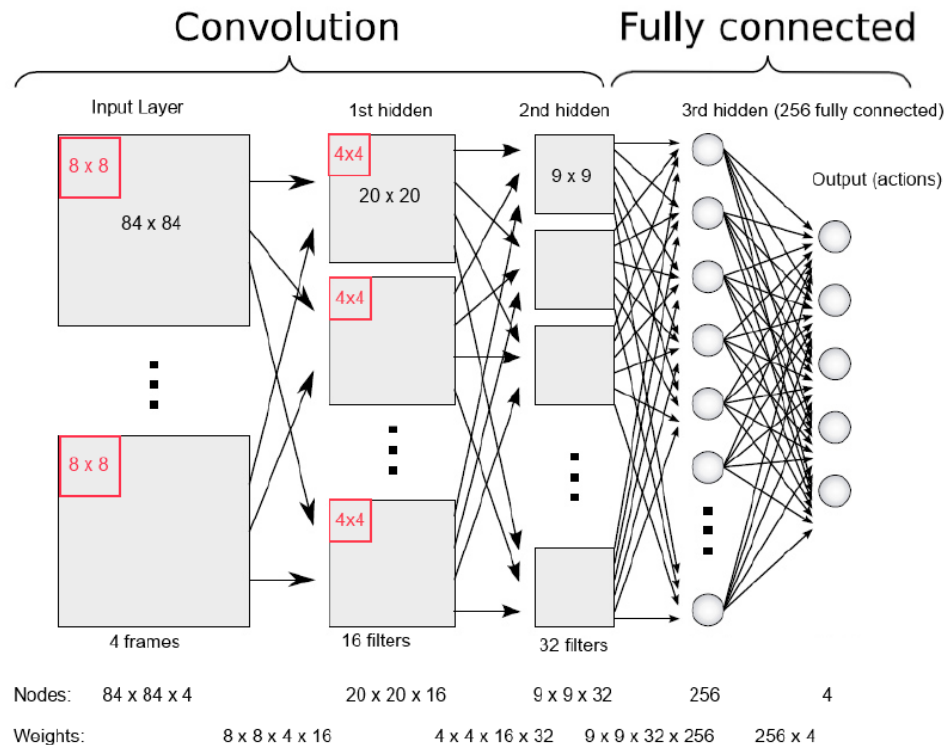 Convolution Fully connected
Input Layer 1st hidden 2nd hidden 3rd hidden (256 fully connected)
8 x 8 4x4
84 x 84 20 x 20 9 x 9 Output (actions)
4x4
8 x 8
4x4
4 frames 16 filters 32 filters
Nodes: 84 x 84 x 4 20 x 20 x 16 9 x 9 x 32 256 4
Weights: 8 x 8 x 4 x 16 4 x 4 x 16 x 32 9 x 9 x 32 x 256 256 x 4